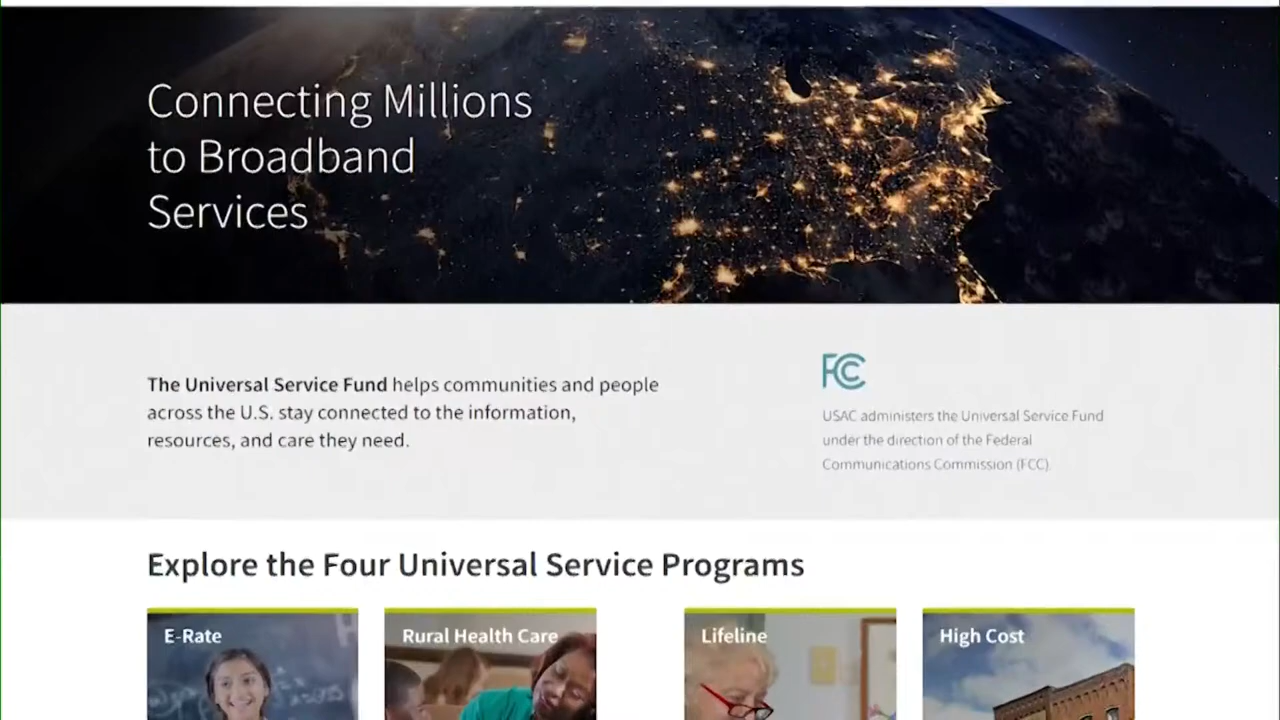 Connecting Millions
to Broadband
Services
The Universal Service Fund helps communities and people
across the U.S. stay connected to the information,
resources, and care they need.
FCC
USAC administers the Universal Service Fund
under the direction of the Federal
Communications Commission (FCC).
Explore the Four Universal Service Programs
E-Rate
Rural Health Care
Lifeline
High Cost